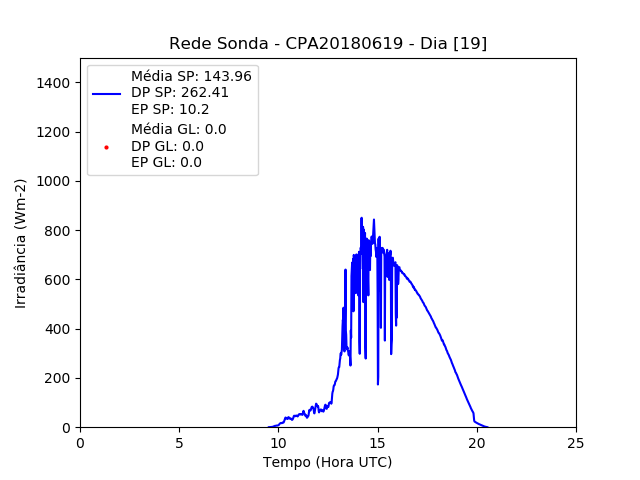 Rede Sonda - CPA20180619 - Dia [19]
Média SP: 143.96
DP SP: 262.41
EP SP: 10.2
Média GL: 0.0
DP GL: 0.0
EP GL: 0.0
Irradiância (Wm-2)
1400
1200
1000
800
600
400
200
0
0 5 10 15 20 25
Tempo (Hora UTC)